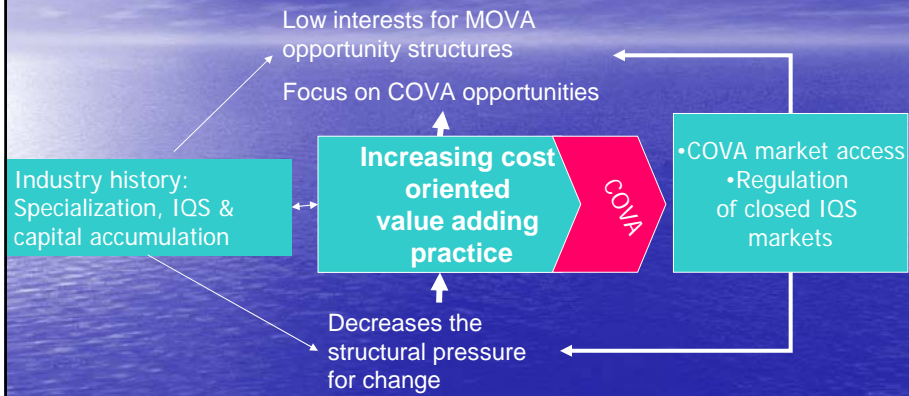 Low interests for MOVA
opportunity structures
Focus on COVA opportunities
Industry history:
Specialization, IQS &
capital accumulation
Increasing cost
oriented
value adding
practice
COVA
•COVA market access
•Regulation
of closed IQS
markets
Decreases the
structural pressure
for change